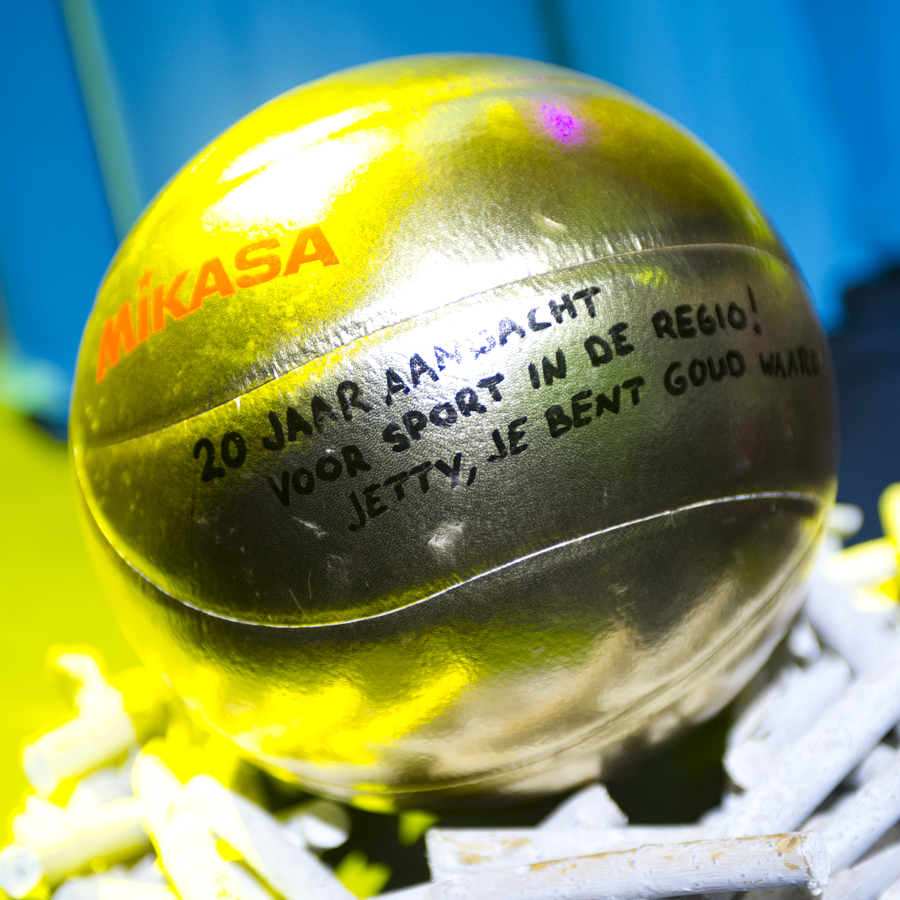 MiKASA
20 JAAR AANDACHT
VOOR SPORT IN DE REGIO!
JETTY, JE BENT GOUD WAARD